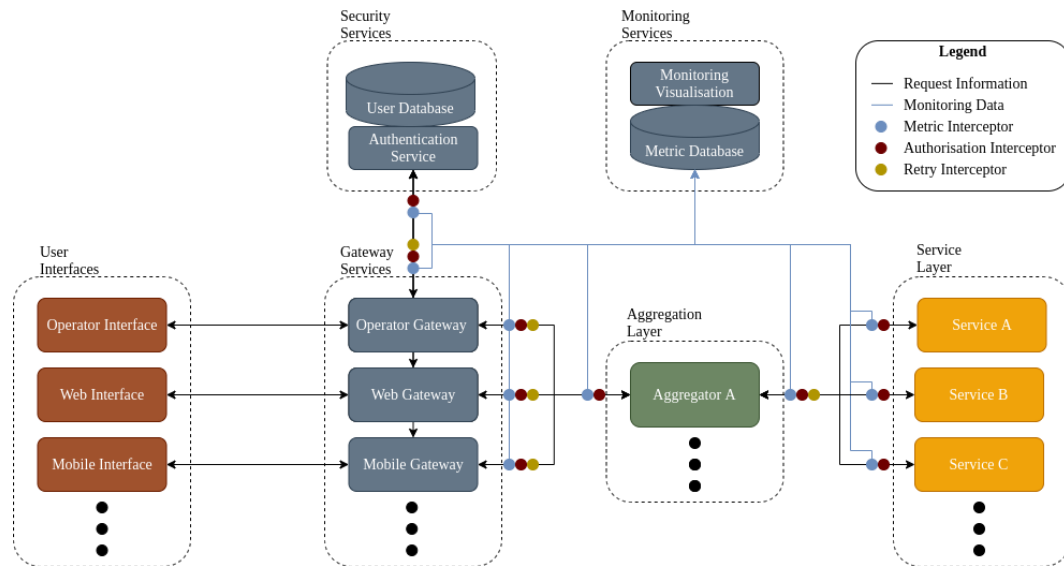 Security
Services
Monitoring
Services
Legend
Request Information
Monitoring Data
Metric Interceptor
Authorisation Interceptor
Retry Interceptor
User Database
Authentication
Service
Monitoring
Visualisation
Metric Database
User
Interfaces
Gateway
Services
Service
Layer
Aggregation
Layer
Operator Interface
Operator Gateway
Service A
Web Interface
Web Gateway
Aggregator A
Service B
Mobile Interface
Mobile Gateway
Service C